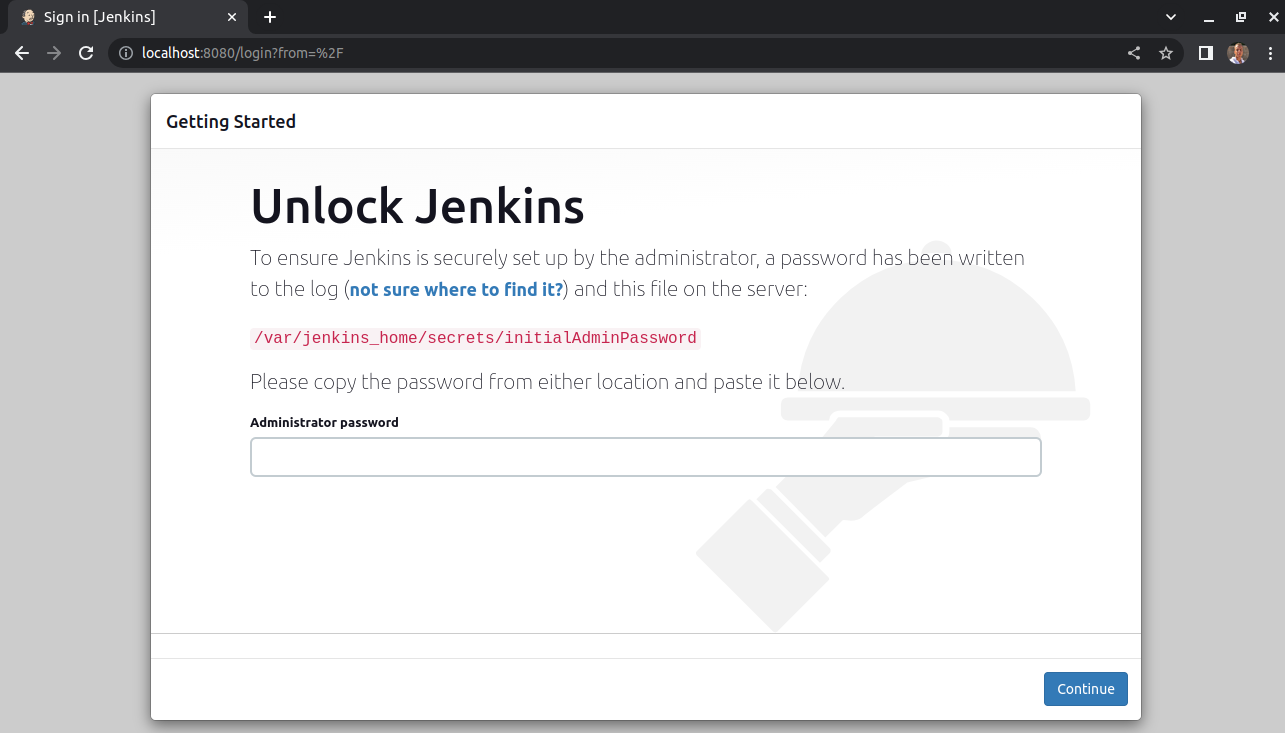 Sign in [Jenkins]
localhost:8080/login?from=%2F
Getting Started
Unlock Jenkins
To ensure Jenkins is securely set up by the administrator, a password has been written
to the log (not sure where to find it?) and this file on the server:
/var/jenkins_home/secrets/initialAdminPassword
Please copy the password from either location and paste it below.
Administrator password
Continue